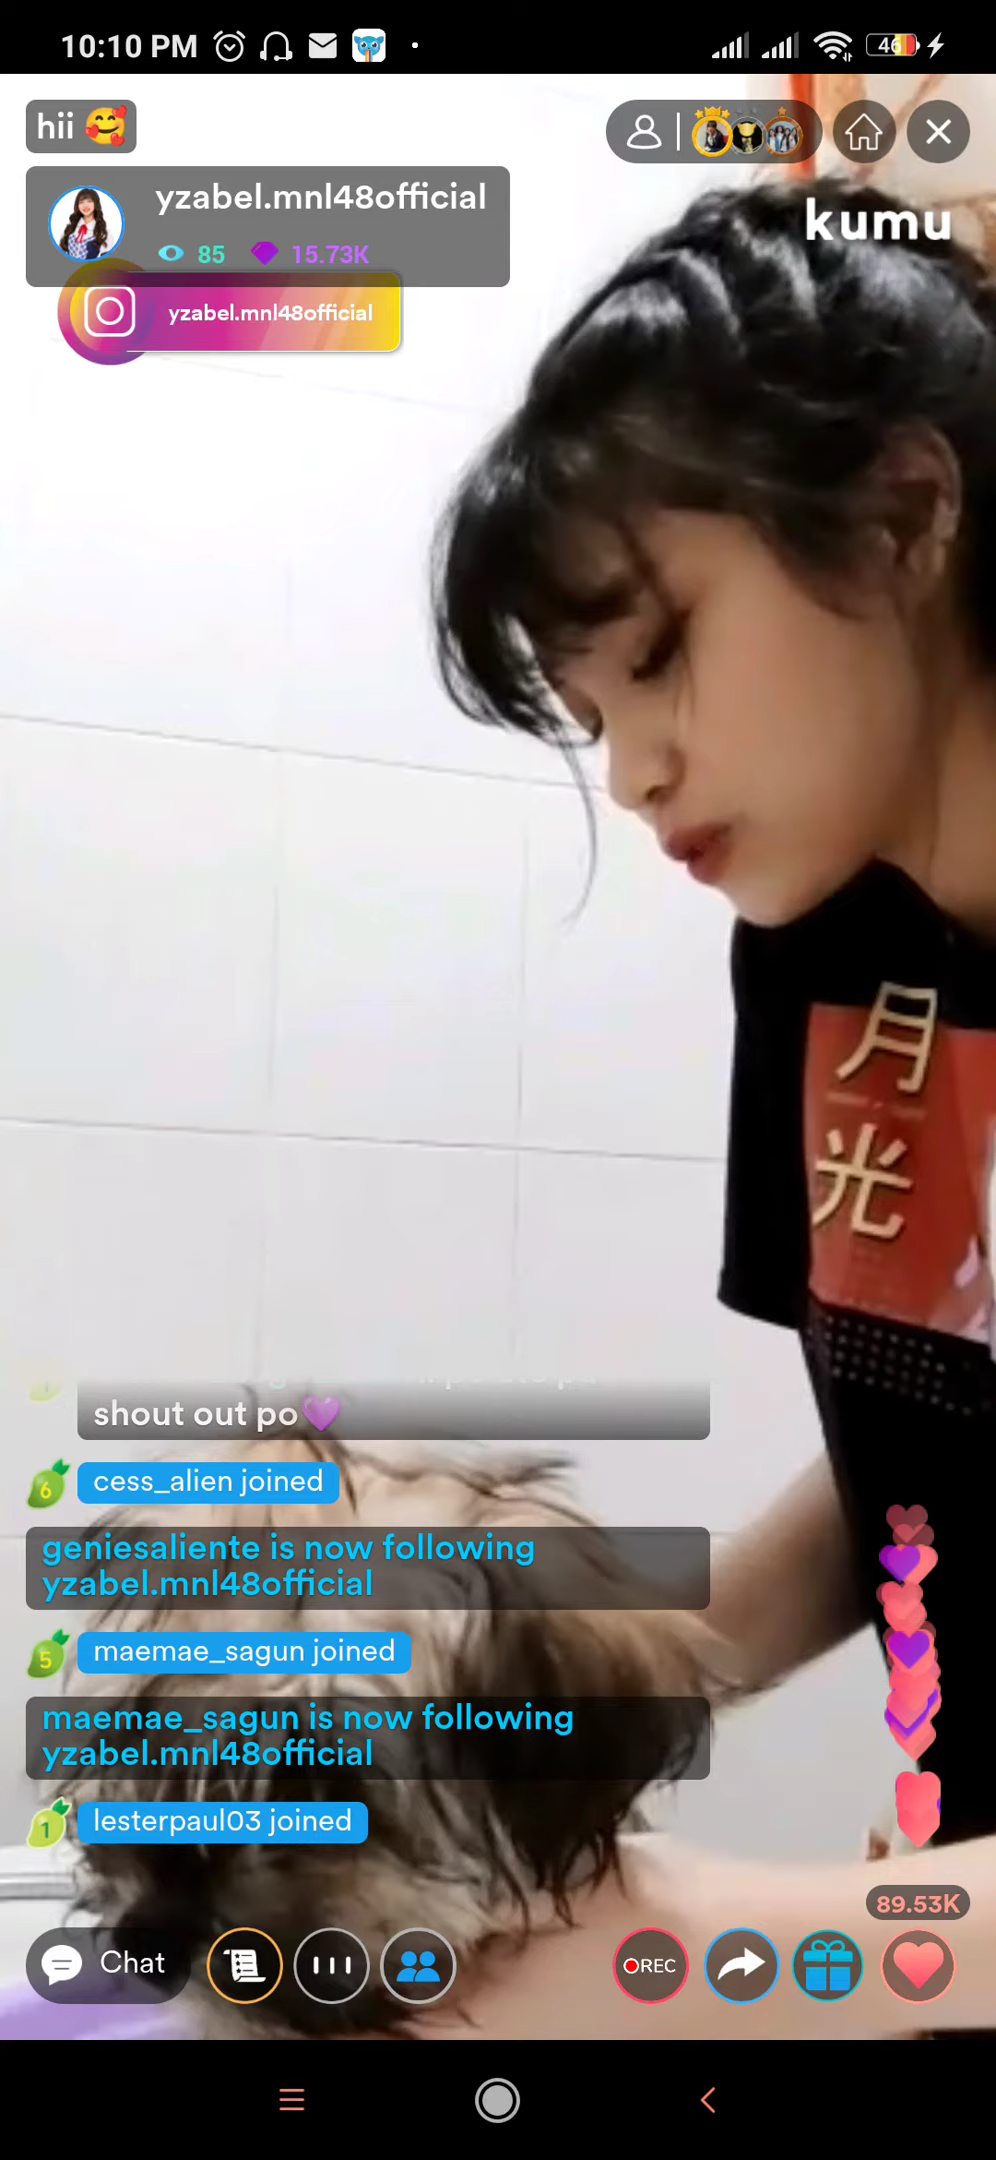 10:10 PM
46
hii 🥰
yzabel.mnl48official
85 15.73K
kumu
yzabel.mnl48official
月
光
shout out po💜
6 cess_alien joined
geniesaliente is now following
yzabel.mnl48official
5 maemae_sagun joined
maemae_sagun is now following
yzabel.mnl48official
1 lesterpaul03 joined
89.53K
Chat
REC